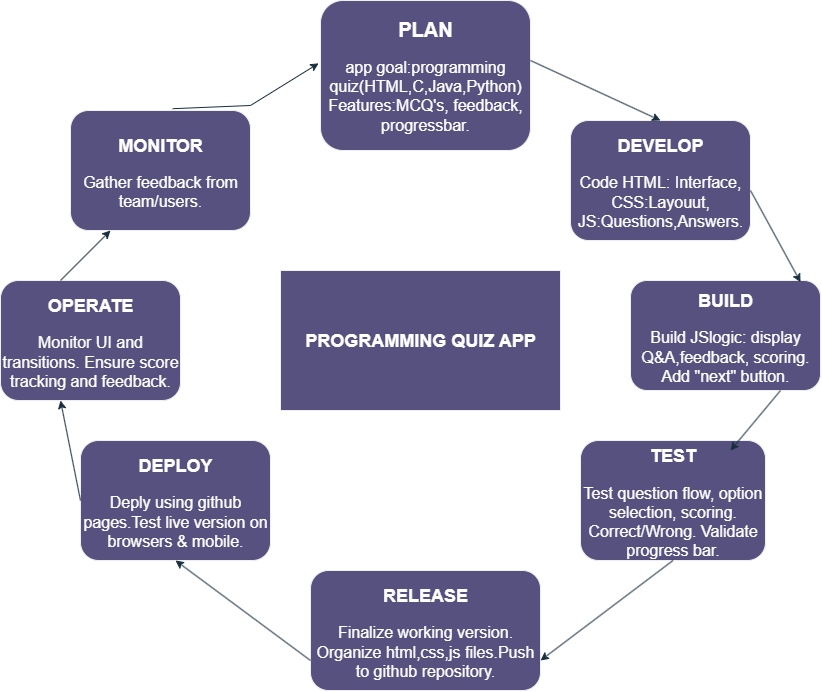 PLAN
app goal:programming
quiz(HTML,C,Java,Python)
Features:MCQ's, feedback,
progressbar.
DEVELOP
Code HTML: Interface,
CSS:Layouut,
JS:Questions,Answers.
BUILD
Build JSlogic: display
Q&A,feedback, scoring.
Add "next" button.
TEST
Test question flow, option
selection, scoring.
Correct/Wrong. Validate
progress bar.
RELEASE
Finalize working version.
Organize html,css,js files.Push
to github repository.
DEPLOY
Deply using github
pages.Test live version on
browsers & mobile.
OPERATE
Monitor UI and
transitions. Ensure score
tracking and feedback.
MONITOR
Gather feedback from
team/users.
PROGRAMMING QUIZ APP